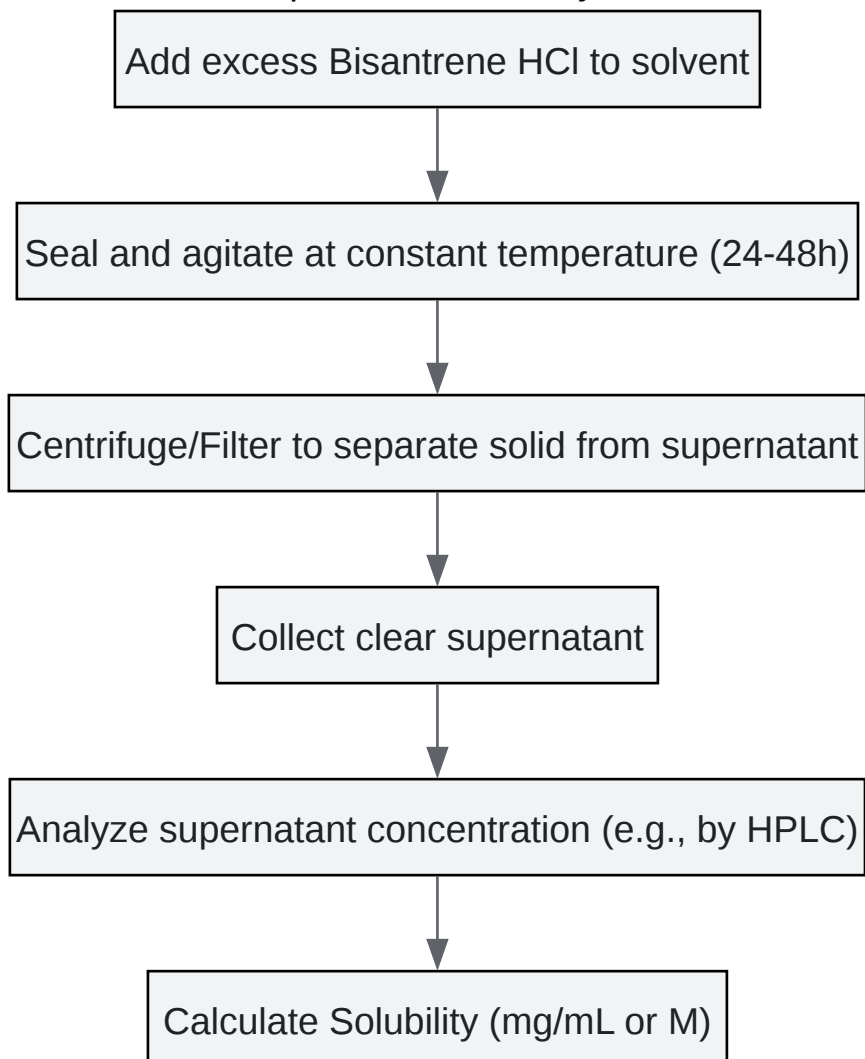 Add excess Bisantrene HCl to solvent
Seal and agitate at constant temperature (24-48h)
Centrifuge/Filter to separate solid from supernatant
Collect clear supernatant
Analyze supernatant concentration (e.g., by HPLC)
Calculate Solubility (mg/mL or M)